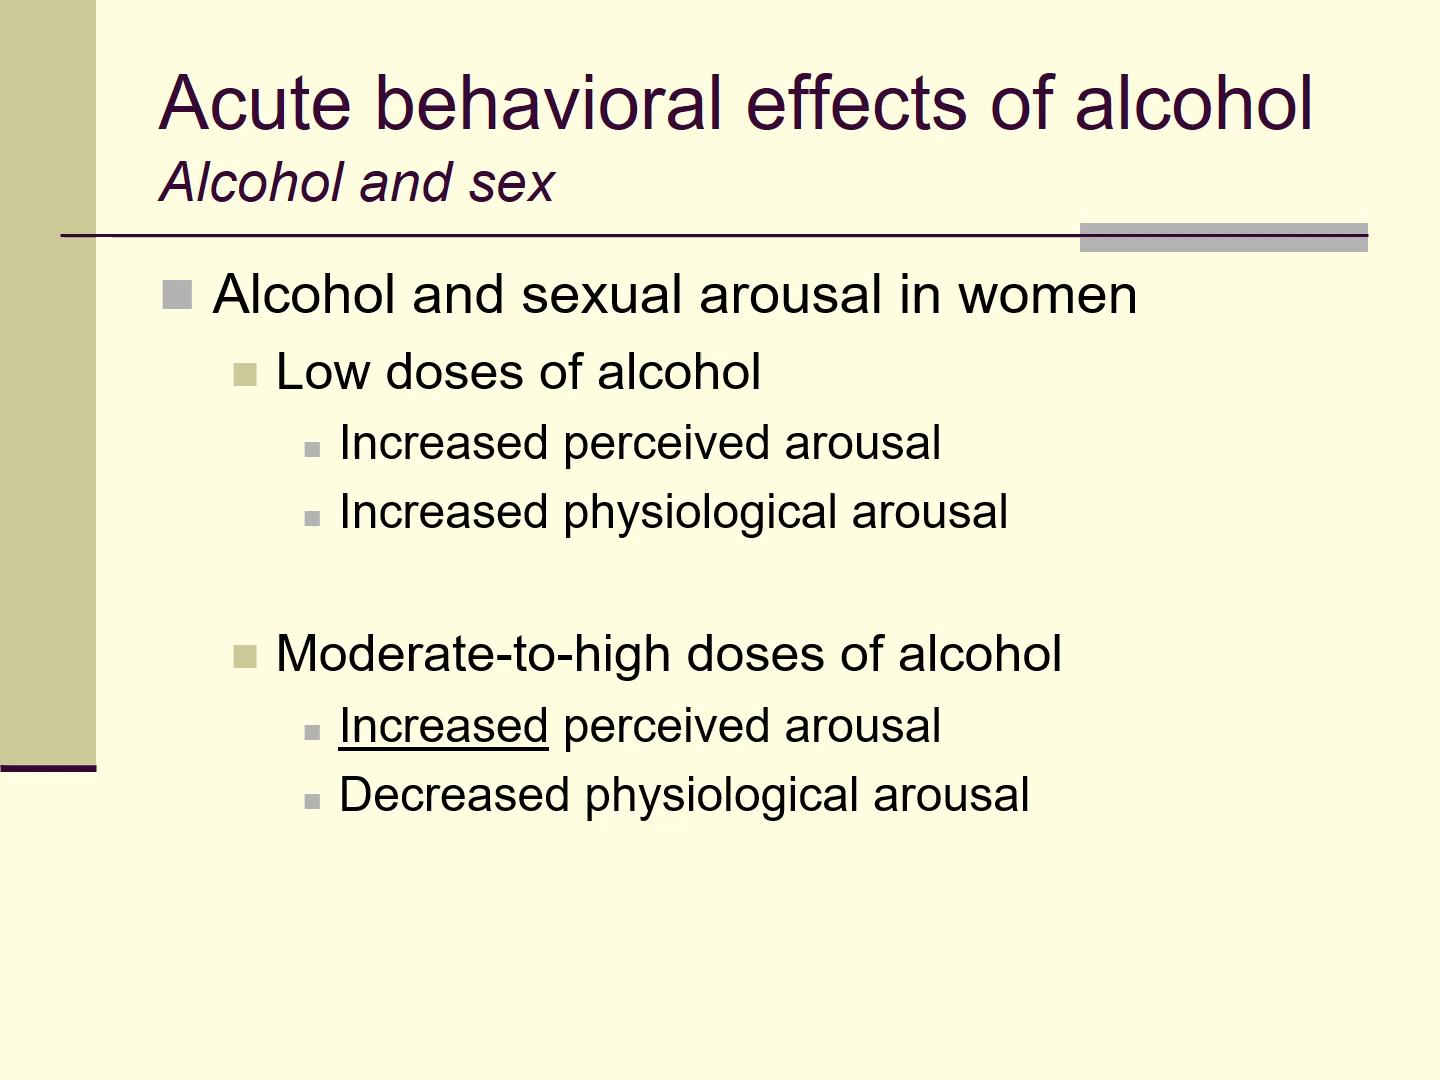 Acute behavioral effects of alcohol
Alcohol and sex
Alcohol and sexual arousal in women
Low doses of alcohol
Increased perceived arousal
Increased physiological arousal
Moderate-to-high doses of alcohol
Increased perceived arousal
Decreased physiological arousal